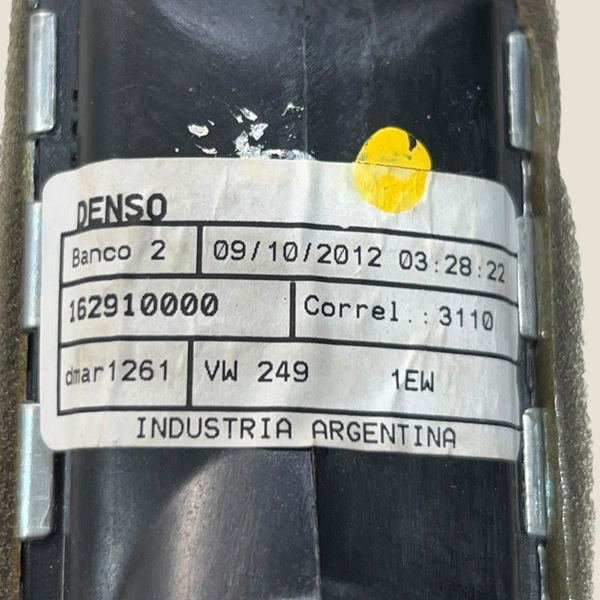 DENSO
Banco 2 09/10/2012 03:28:22
162910000 Correl.: 3110
dmar1261 VW 249 1EW
INDUSTRIA ARGENTINA